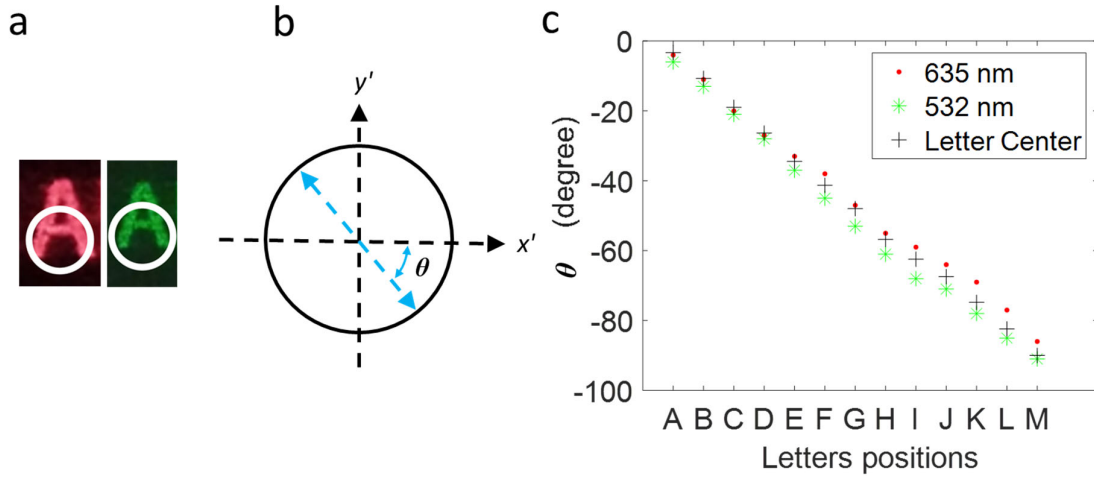 a
b
c
A
A
y'
x'
θ
0
-20
-40
-60
-80
-100
θ (degree)
635 nm
532 nm
Letter Center
A B C D E F G H I J K L M
Letters positions